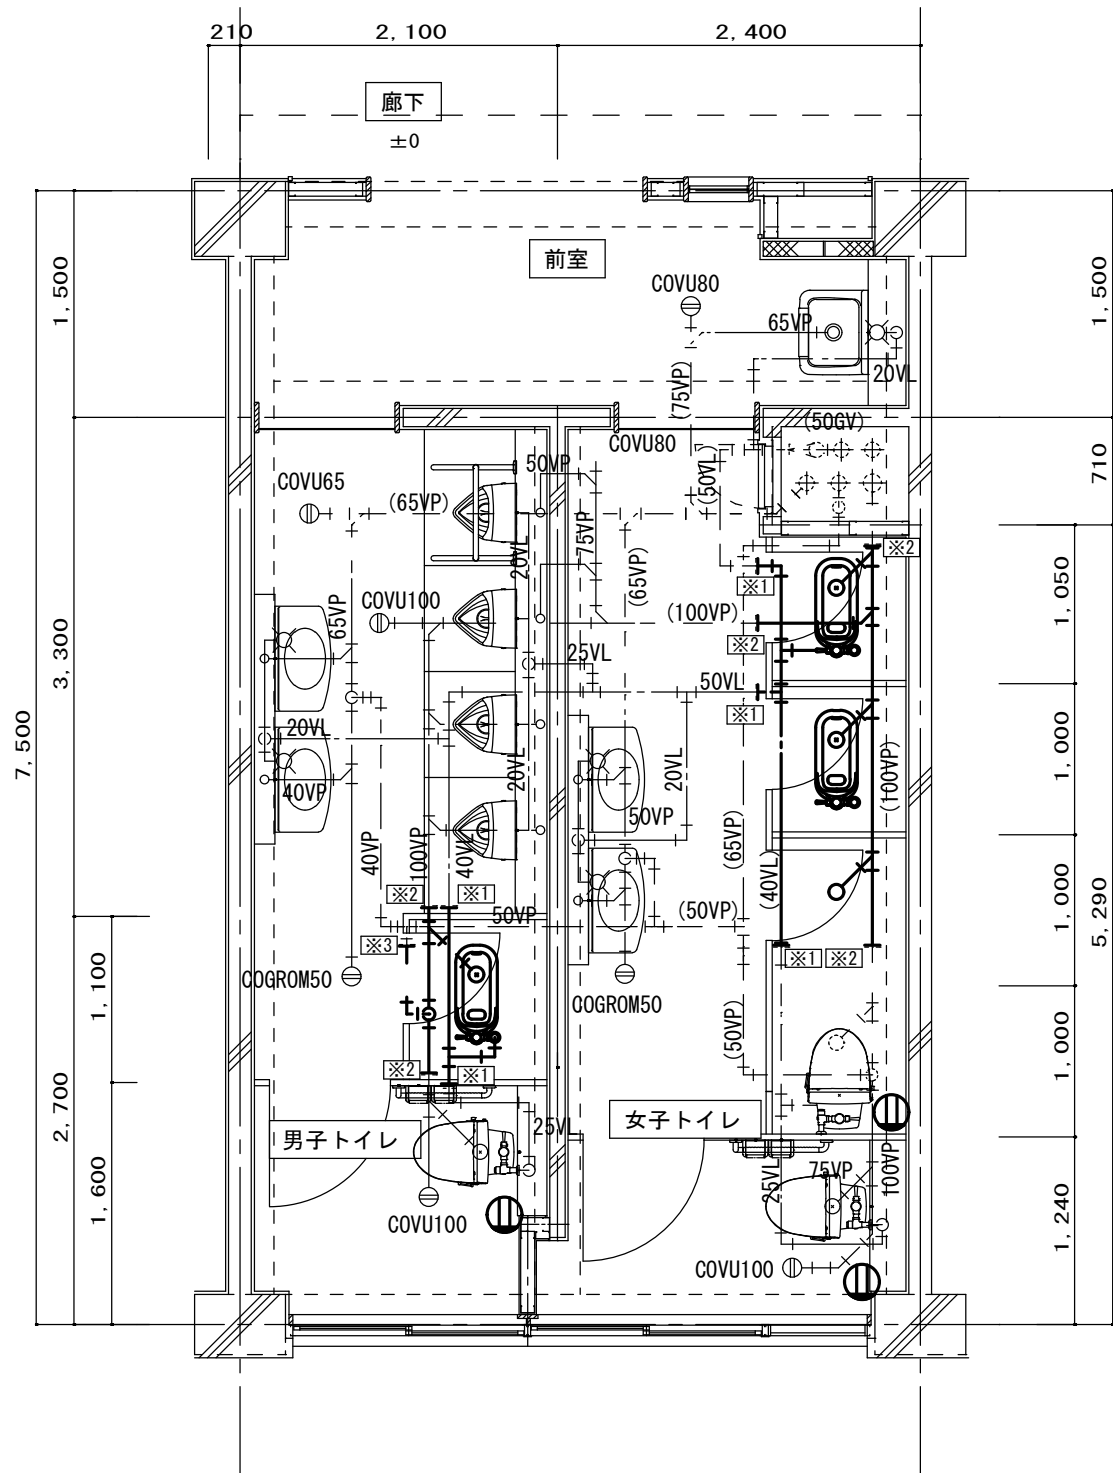 210
2,100
2,400
廊下
±0
前室
COVU80
65VP
20VL
(75VP)
1,500
1,500
(50GV)
COVU80
50VP
(50VL)
710
COVU65
(65VP)
75VP
20VL
(65VP)
※2
※1
COVU100
65VP
(100VP)
※2
1,050
3,300
7,500
25VL
50VL
※1
20VL
20VL
20VL
40VP
50VP
(100VP)
1,000
40VP
100VP
40VL
(65VP)
(40VL)
※2
※1
50VP
(50VP)
1,000
※3
※1
※2
5,290
COGROM50
COGROM50
1,100
(50VP)
1,000
※2
※1
2,700
男子トイレ
25VL
女子トイレ
25VL
75VP
100VP
1,600
COVU100
1,240
COVU100